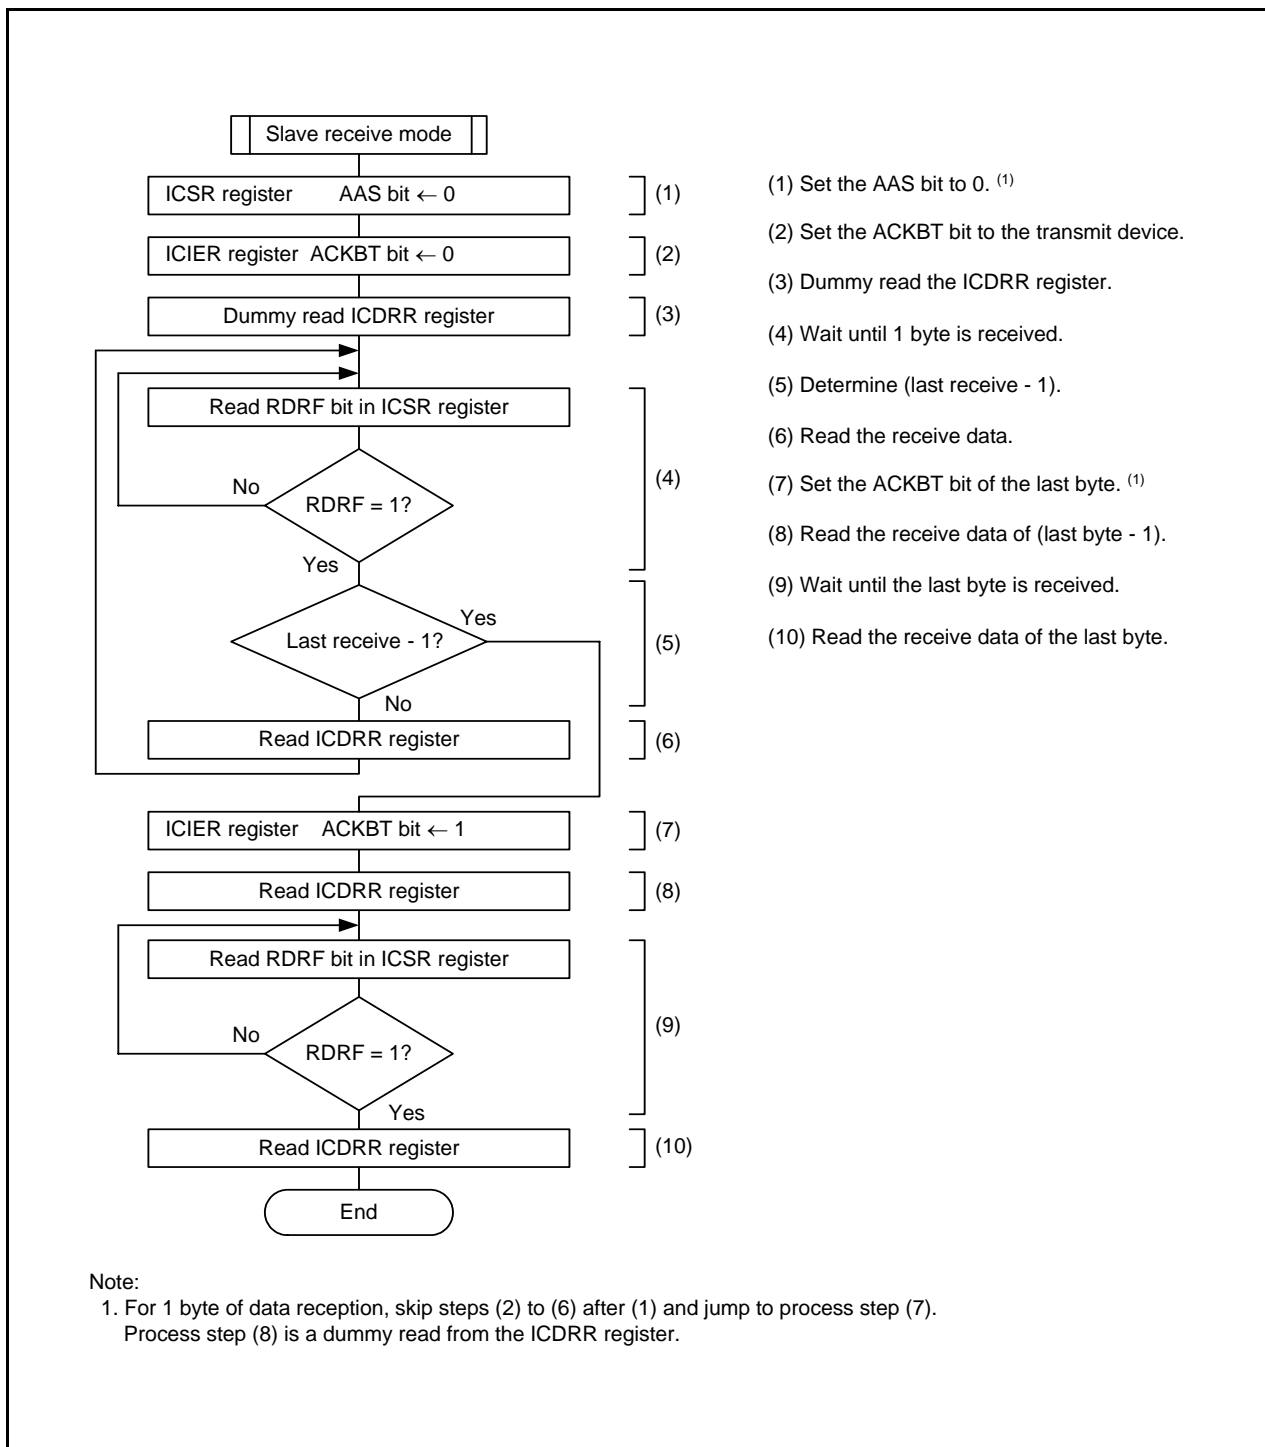 Slave receive mode
ICSR register AAS bit ← 0
(1)
ICIER register ACKBT bit ← 0
(2)
Dummy read ICDRR register
(3)
Read RDRF bit in ICSR register
No
RDRF = 1?
(4)
Yes
Yes
Last receive - 1?
(5)
No
Read ICDRR register
(6)
ICIER register ACKBT bit ← 1
(7)
Read ICDRR register
(8)
Read RDRF bit in ICSR register
No
RDRF = 1?
(9)
Yes
Read ICDRR register
(10)
End
(1) Set the AAS bit to 0. (1)
(2) Set the ACKBT bit to the transmit device.
(3) Dummy read the ICDRR register.
(4) Wait until 1 byte is received.
(5) Determine (last receive - 1).
(6) Read the receive data.
(7) Set the ACKBT bit of the last byte. (1)
(8) Read the receive data of (last byte - 1).
(9) Wait until the last byte is received.
(10) Read the receive data of the last byte.
Note:
1. For 1 byte of data reception, skip steps (2) to (6) after (1) and jump to process step (7).
Process step (8) is a dummy read from the ICDRR register.